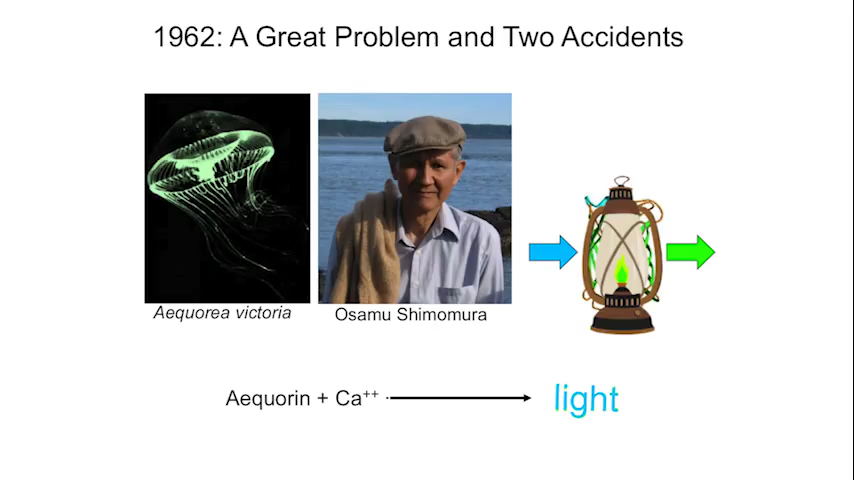 1962: A Great Problem and Two Accidents
Aequorea victoria
Osamu Shimomura
Aequorin + Ca⁺⁺
light